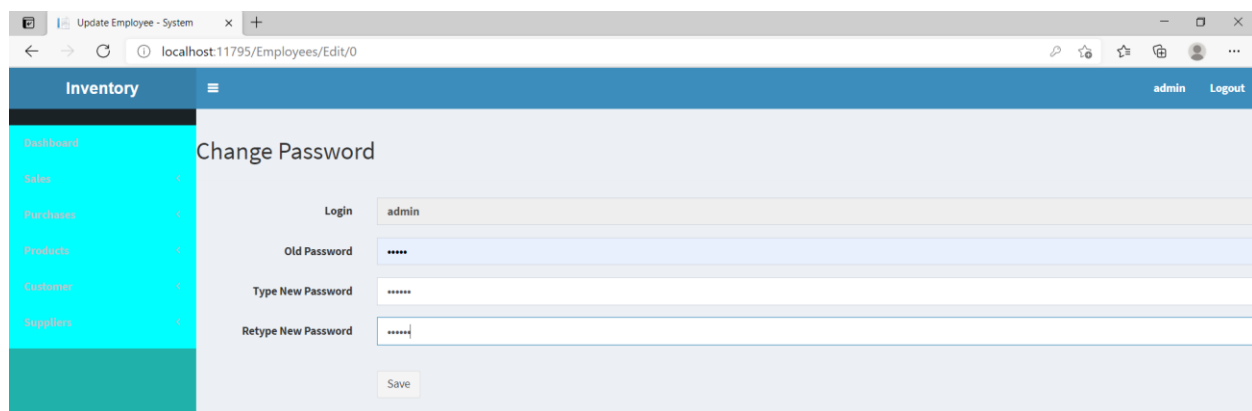 Update Employee - System
localhost:11795/Employees/Edit/0
Inventory
admin Logout
Dashboard
Sales
Purchases
Products
Customer
Suppliers
Change Password
Login admin
Old Password •••••
Type New Password ••••••
Retype New Password ••••••
Save